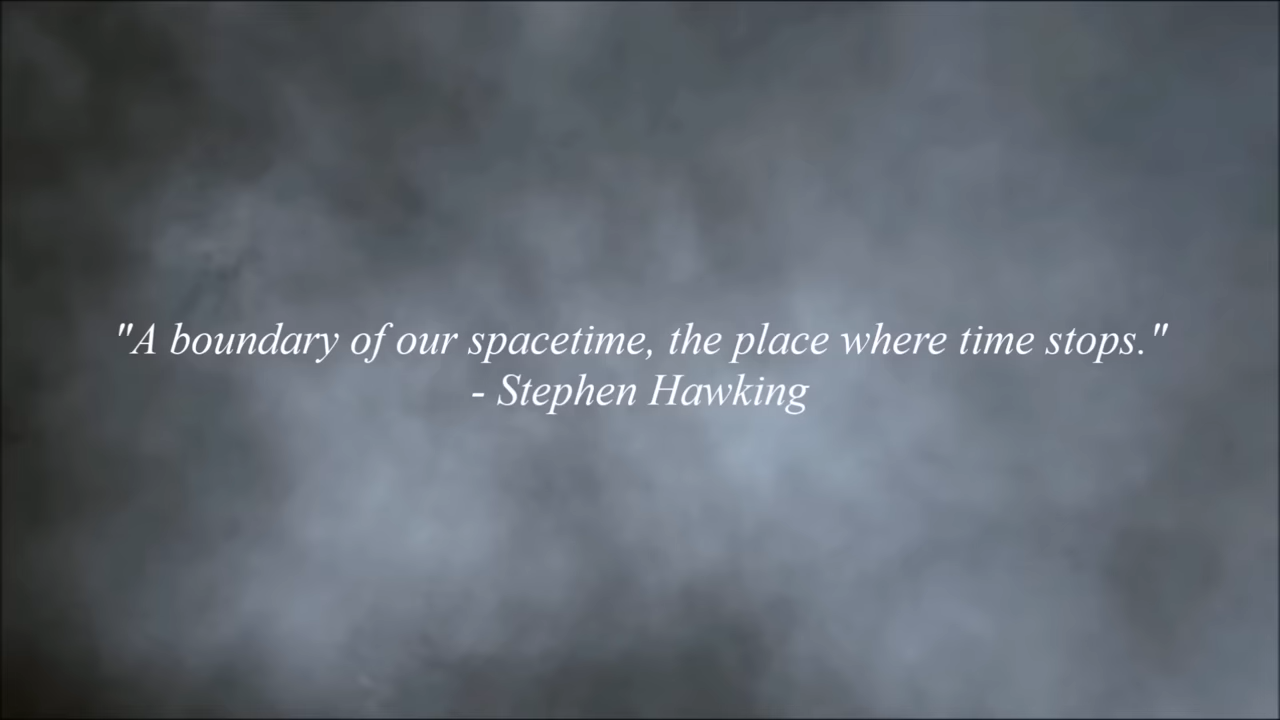 "A boundary of our spacetime, the place where time stops."
- Stephen Hawking